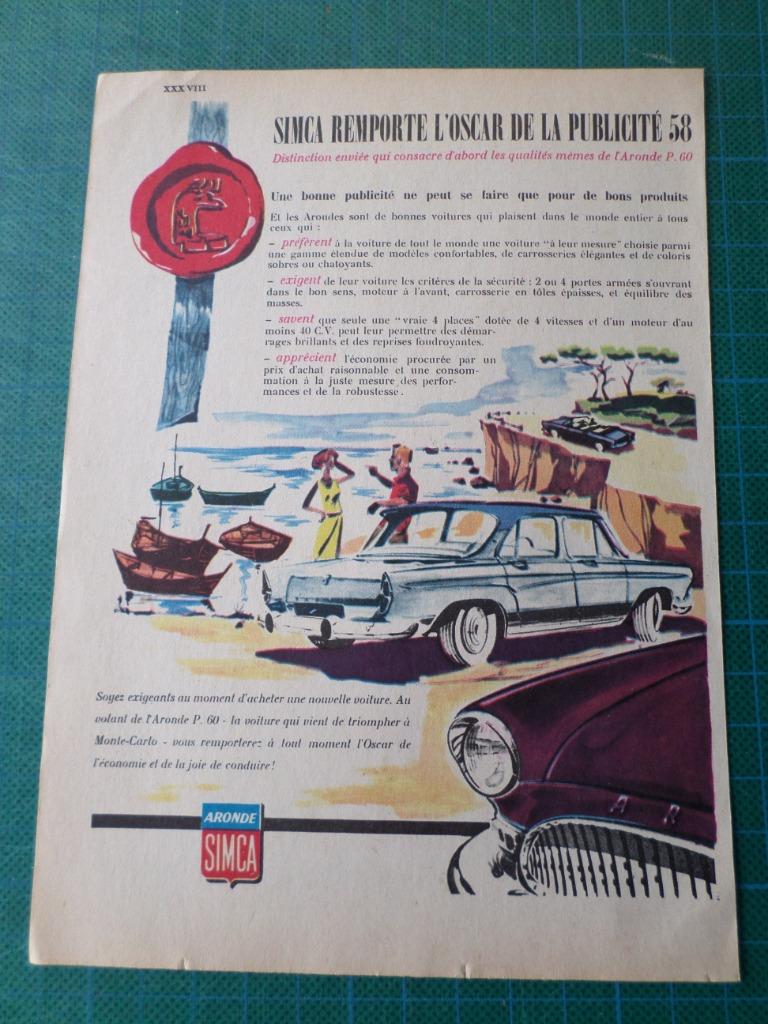 XXXVIII
SIMCA REMPORTE L'OSCAR DE LA PUBLICITÉ 58
Distinction enviée qui consacre d'abord les qualités mêmes de l'Aronde P. 60
Une bonne publicité ne peut se faire que pour de bons produits
Et les Arondes sont de bonnes voitures qui plaisent dans le monde entier à tous
ceux qui :
– préfèrent à la voiture de tout le monde une voiture "à leur mesure" choisie parmi
une gamme étendue de modèles confortables, de carrosseries élégantes et de coloris
sobres ou chatoyants.
– exigent de leur voiture les critères de la sécurité : 2 ou 4 portes armées s'ouvrant
dans le bon sens, moteur à l'avant, carrosserie en tôles épaisses, et équilibre des
masses.
– savent que seule une "vraie 4 places" dotée de 4 vitesses et d'un moteur d'au
moins 40 C.V. peut leur permettre des démar-
rages brillants et des reprises foudroyantes.
– apprécient l'économie procurée par un
prix d'achat raisonnable et une consom-
mation à la juste mesure des perfor-
mances et de la robustesse.
Soyez exigeants au moment d'acheter une nouvelle voiture. Au
volant de l'Aronde P. 60 - la voiture qui vient de triompher à
Monte-Carlo - vous remporterez à tout moment l'Oscar de
l'économie et de la joie de conduire !
A R
ARONDE
SIMCA